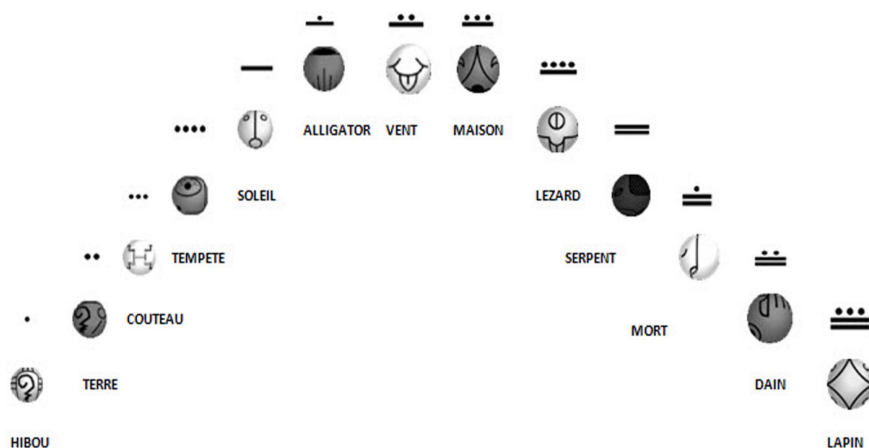 ALLIGATOR VENT MAISON
SOLEIL LEZARD
TEMPETE SERPENT
COUTEAU MORT
TERRE DAIN
HIBOU LAPIN